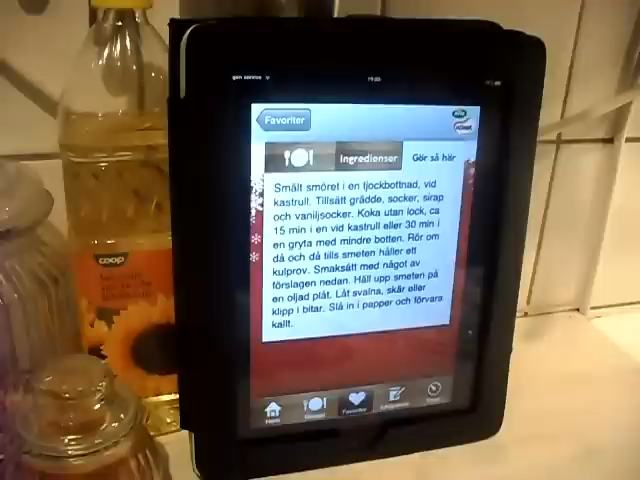 19:05
Favoriter
Ingredienser
Gör så här
Smält smöret i en tjockbottnad, vid
kastrull. Tillsätt grädde, socker, sirap
och vaniljsocker. Koka utan lock, ca
15 min i en vid kastrull eller 30 min i
en gryta med mindre botten. Rör om
då och då tills smeten håller ett
kulprov. Smaksätt med något av
förslagen nedan. Häll upp smeten på
en oljad plåt. Låt svalna, skär eller
klipp i bitar. Slå in i papper och förvara
kallt.
Favoriter
coop